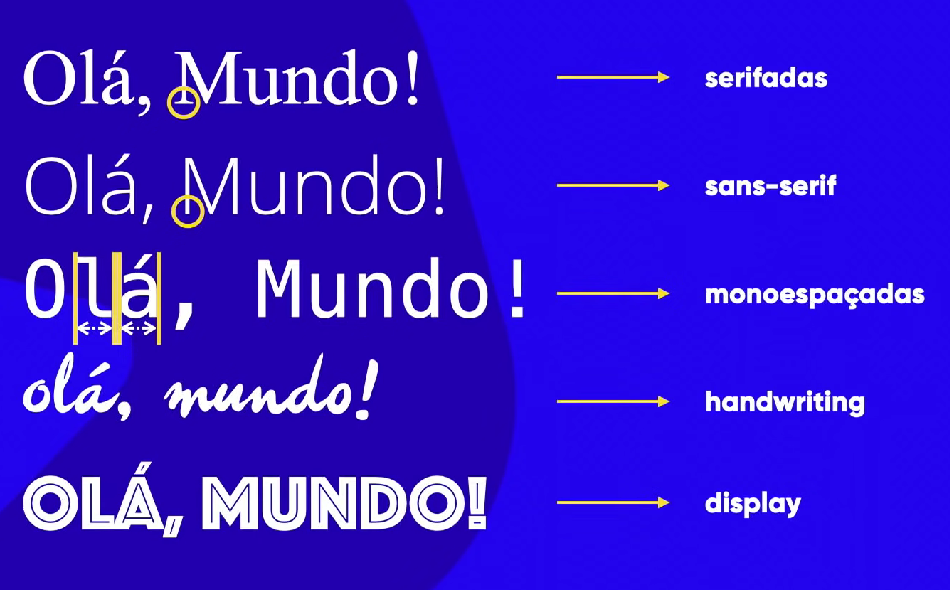 Olá, Mundo!
serifadas
Olá, Mundo!
sans-serif
Olá, Mundo!
monoespaçadas
olá, mundo!
handwriting
OLÁ, MUNDO!
display